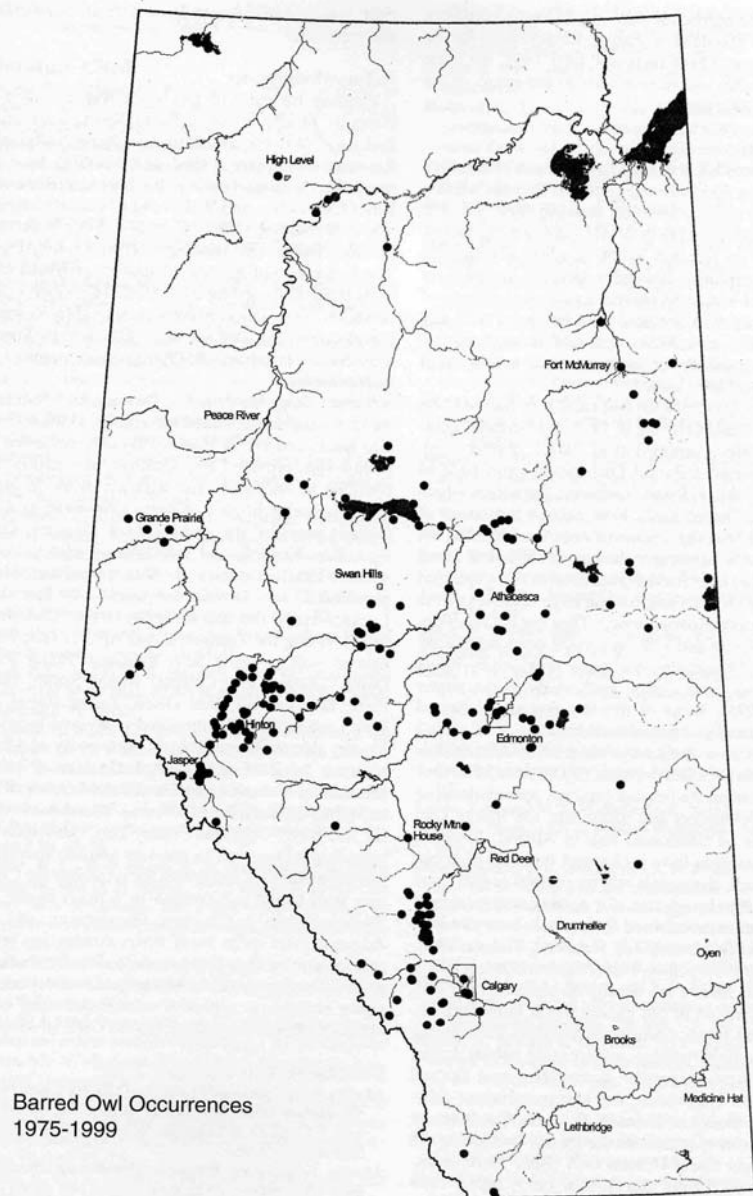 High Level
Fort McMurray
Peace River
Grande Prairie
Swan Hills
Athabasca
Hinton
Edmonton
Jasper
Rocky Mtn
House
Red Deer
Drumheller
Oyen
Calgary
Brooks
Medicine Hat
Lethbridge
Barred Owl Occurrences
1975-1999